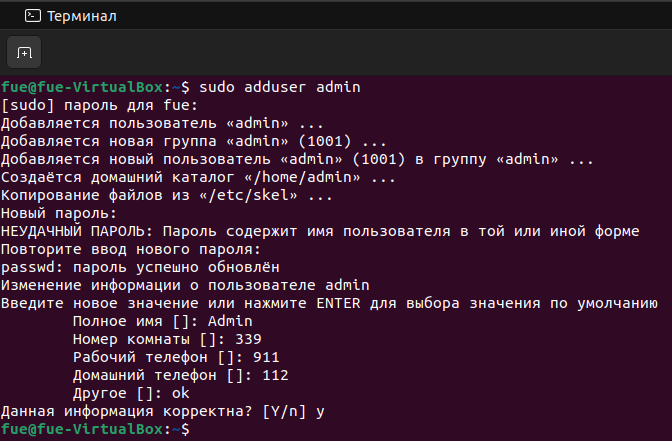 Терминал
fue@fue-VirtualBox:~$ sudo adduser admin
[sudo] пароль для fue:
Добавляется пользователь «admin» ...
Добавляется новая группа «admin» (1001) ...
Добавляется новый пользователь «admin» (1001) в группу «admin» ...
Создаётся домашний каталог «/home/admin» ...
Копирование файлов из «/etc/skel» ...
Новый пароль:
НЕУДАЧНЫЙ ПАРОЛЬ: Пароль содержит имя пользователя в той или иной форме
Повторите ввод нового пароля:
passwd: пароль успешно обновлён
Изменение информации о пользователе admin
Введите новое значение или нажмите ENTER для выбора значения по умолчанию
        Полное имя []: Admin
        Номер комнаты []: 339
        Рабочий телефон []: 911
        Домашний телефон []: 112
        Другое []: ok
Данная информация корректна? [Y/n] y
fue@fue-VirtualBox:~$